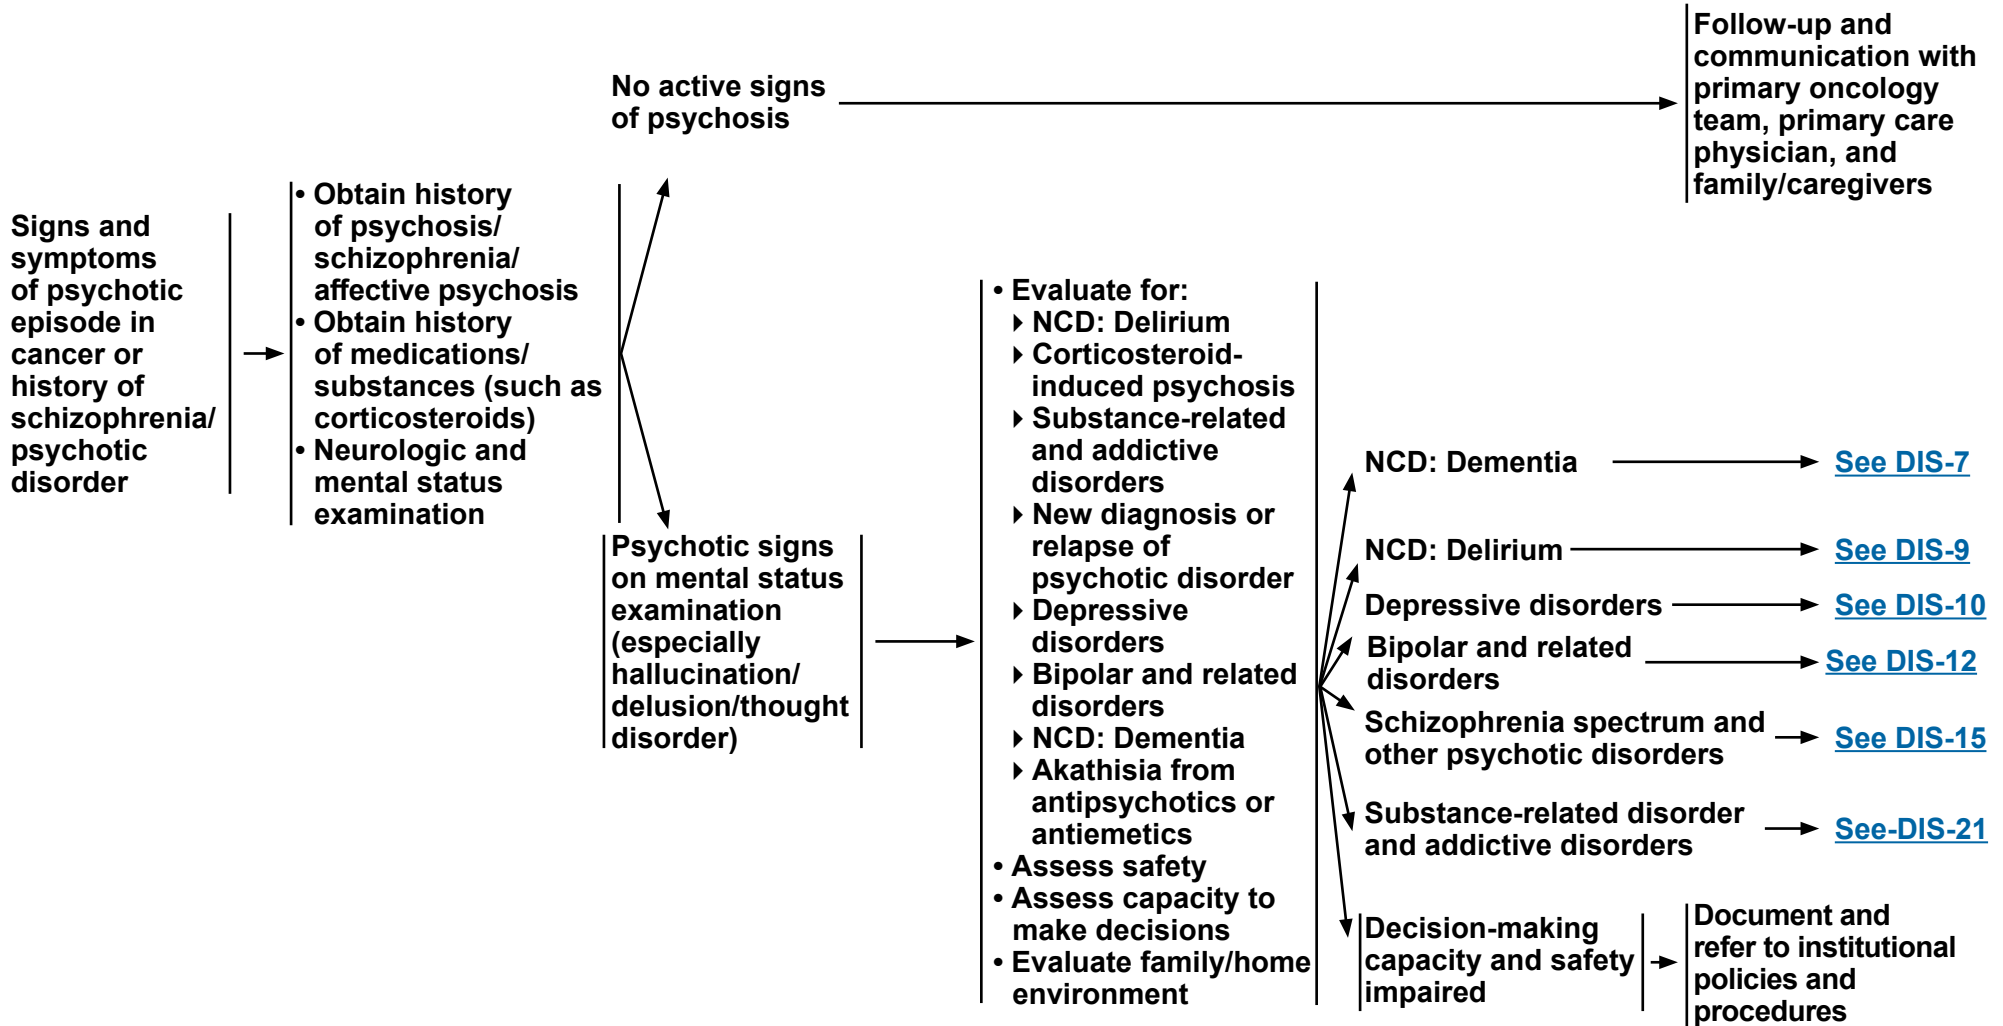 Signs and
symptoms
of psychotic
episode in
cancer or
history of
schizophrenia/
psychotic
disorder
• Obtain history
of psychosis/
schizophrenia/
affective psychosis
• Obtain history
of medications/
substances (such as
corticosteroids)
• Neurologic and
mental status
examination
No active signs
of psychosis
Follow-up and
communication with
primary oncology
team, primary care
physician, and
family/caregivers
Psychotic signs
on mental status
examination
(especially
hallucination/
delusion/thought
disorder)
• Evaluate for:
NCD: Delirium
Corticosteroid-
induced psychosis
Substance-related
and addictive
disorders
New diagnosis or
relapse of
psychotic disorder
Depressive
disorders
Bipolar and related
disorders
NCD: Dementia
Akathisia from
antipsychotics or
antiemetics
• Assess safety
• Assess capacity to
make decisions
• Evaluate family/home
environment
NCD: Dementia
See DIS-7
NCD: Delirium
See DIS-9
Depressive disorders
See DIS-10
Bipolar and related
disorders
See DIS-12
Schizophrenia spectrum and
other psychotic disorders
See DIS-15
Substance-related disorder
and addictive disorders
See-DIS-21
Decision-making
capacity and safety
impaired
Document and
refer to institutional
policies and
procedures